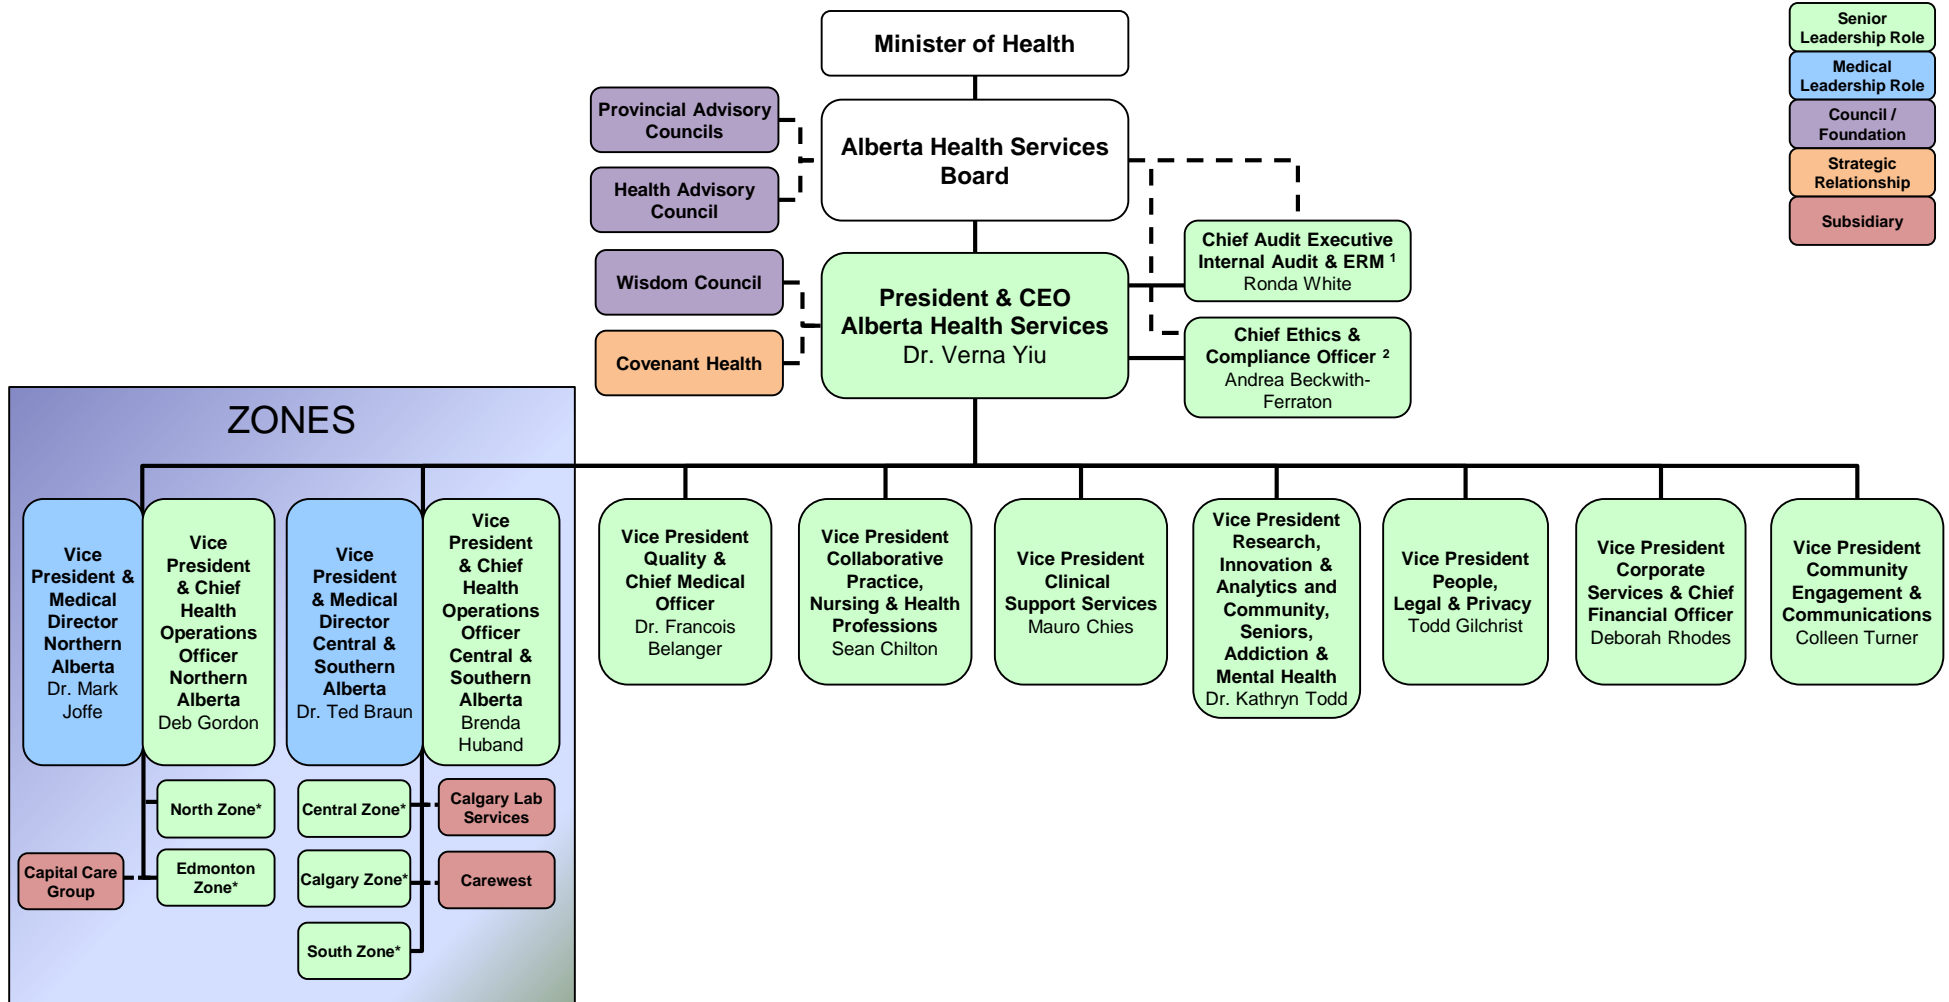 Minister of Health
Senior
Leadership Role
Medical
Leadership Role
Council /
Foundation
Strategic
Relationship
Subsidiary
Provincial Advisory
Councils
Health Advisory
Council
Alberta Health Services
Board
Wisdom Council
Covenant Health
President & CEO
Alberta Health Services
Dr. Verna Yiu
Chief Audit Executive
Internal Audit & ERM ¹
Ronda White
Chief Ethics &
Compliance Officer ²
Andrea Beckwith-
Ferraton
ZONES
Vice
President &
Medical
Director
Northern
Alberta
Dr. Mark
Joffe
Vice
President
& Chief
Health
Operations
Officer
Northern
Alberta
Deb Gordon
Vice
President
& Medical
Director
Central &
Southern
Alberta
Dr. Ted Braun
Vice
President
& Chief
Health
Operations
Officer
Central &
Southern
Alberta
Brenda
Huband
Vice President
Quality &
Chief Medical
Officer
Dr. Francois
Belanger
Vice President
Collaborative
Practice,
Nursing & Health
Professions
Sean Chilton
Vice President
Clinical
Support Services
Mauro Chies
Vice President
Research,
Innovation &
Analytics and
Community,
Seniors,
Addiction &
Mental Health
Dr. Kathryn Todd
Vice President
People,
Legal & Privacy
Todd Gilchrist
Vice President
Corporate
Services & Chief
Financial Officer
Deborah Rhodes
Vice President
Community
Engagement &
Communications
Colleen Turner
North Zone*
Capital Care
Group
Edmonton
Zone*
Central Zone*
Calgary Lab
Services
Calgary Zone*
Carewest
South Zone*